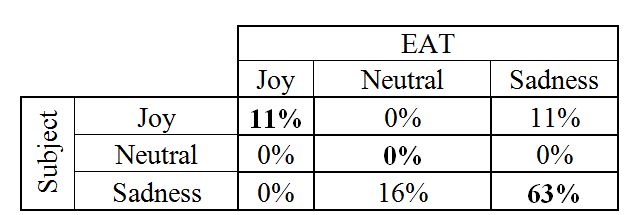 EAT
Joy Neutral Sadness
Subject
Joy 11% 0% 11%
Neutral 0% 0% 0%
Sadness 0% 16% 63%